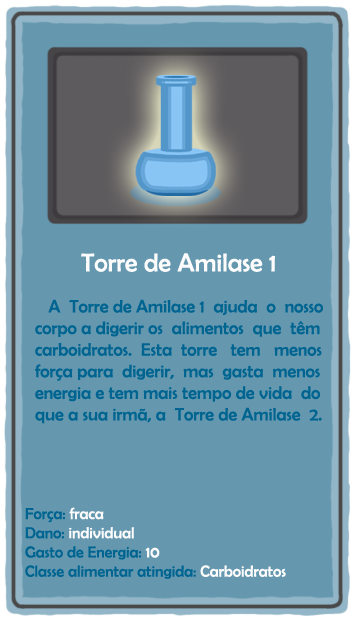 Torre de Amilase 1
A Torre de Amilase 1 ajuda o nosso
corpo a digerir os alimentos que têm
carboidratos. Esta torre tem menos
força para digerir, mas gasta menos
energia e tem mais tempo de vida do
que a sua irmã, a Torre de Amilase 2.
Força: fraca
Dano: individual
Gasto de Energia: 10
Classe alimentar atingida: Carboidratos